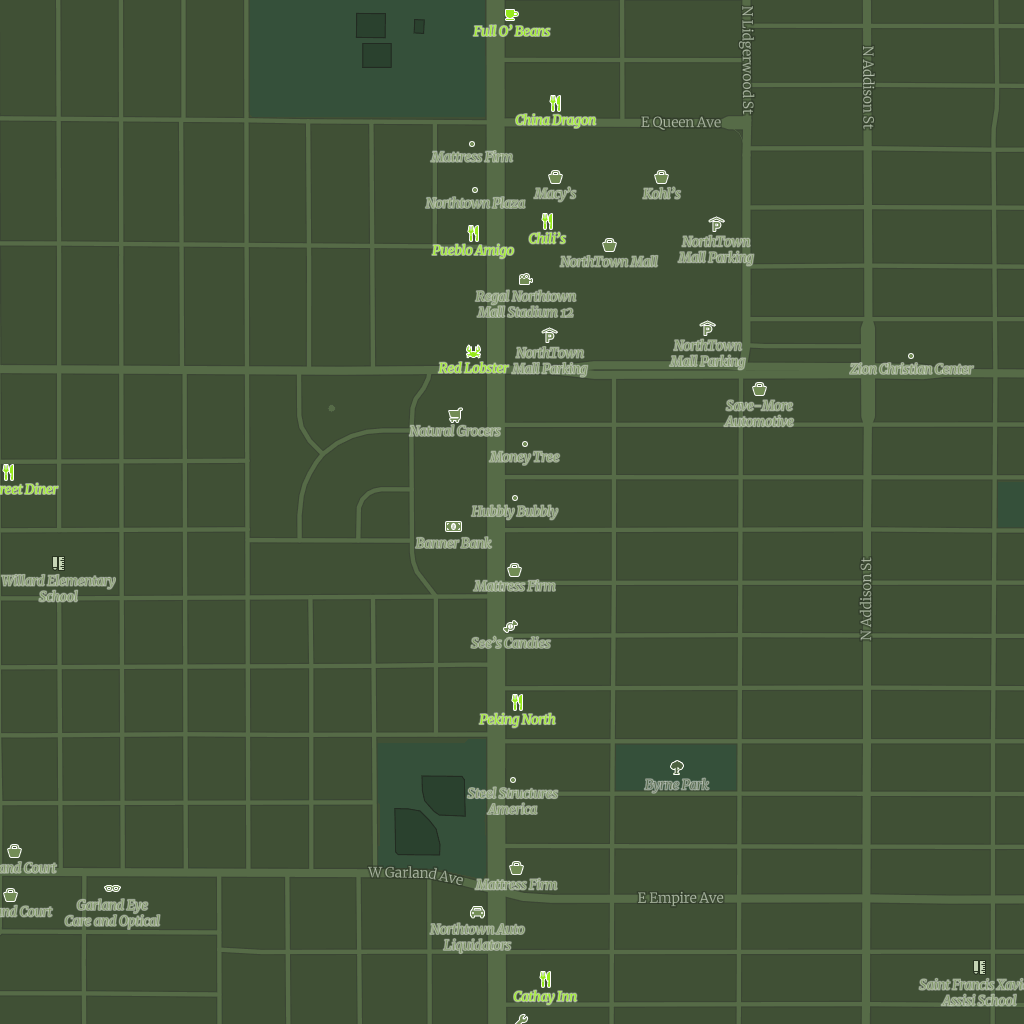 Full O' Beans
N Lidgerwood St
N Addison St
China Dragon
E Queen Ave
Mattress Firm
Macy's
Kohl's
Northtown Plaza
Chili's
Pueblo Amigo
NorthTown Mall
NorthTown
Mall Parking
Regal Northtown
Mall Stadium 12
NorthTown
Mall Parking
NorthTown
Mall Parking
Red Lobster
Zion Christian Center
Save-More
Automotive
Natural Grocers
Money Tree
reet Diner
Hubbly Bubbly
Banner Bank
Willard Elementary
School
Mattress Firm
N Addison St
See's Candies
Peking North
Byrne Park
Steel Structures
America
and Court
W Garland Ave
Mattress Firm
E Empire Ave
nd Court
Garland Eye
Care and Optical
Northtown Auto
Liquidators
Cathay Inn
Saint Francis Xavi
Assisi School